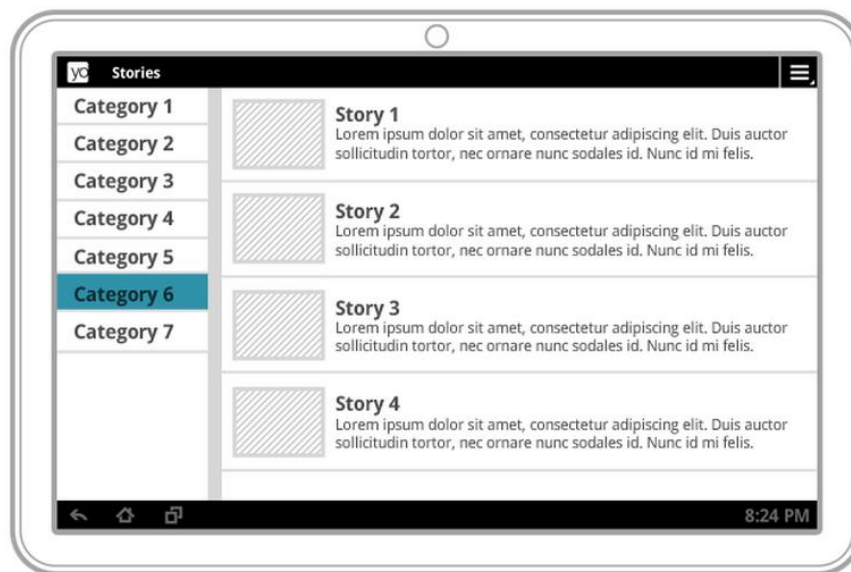 yo Stories
Category 1
Category 2
Category 3
Category 4
Category 5
Category 6
Category 7
Story 1
Lorem ipsum dolor sit amet, consectetur adipiscing elit. Duis auctor
sollicitudin tortor, nec ornare nunc sodales id. Nunc id mi felis.
Story 2
Lorem ipsum dolor sit amet, consectetur adipiscing elit. Duis auctor
sollicitudin tortor, nec ornare nunc sodales id. Nunc id mi felis.
Story 3
Lorem ipsum dolor sit amet, consectetur adipiscing elit. Duis auctor
sollicitudin tortor, nec ornare nunc sodales id. Nunc id mi felis.
Story 4
Lorem ipsum dolor sit amet, consectetur adipiscing elit. Duis auctor
sollicitudin tortor, nec ornare nunc sodales id. Nunc id mi felis.
8:24 PM